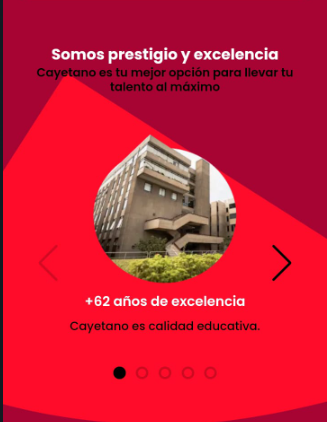 Somos prestigio y excelencia
Cayetano es tu mejor opción para llevar tu
talento al máximo
+62 años de excelencia
Cayetano es calidad educativa.